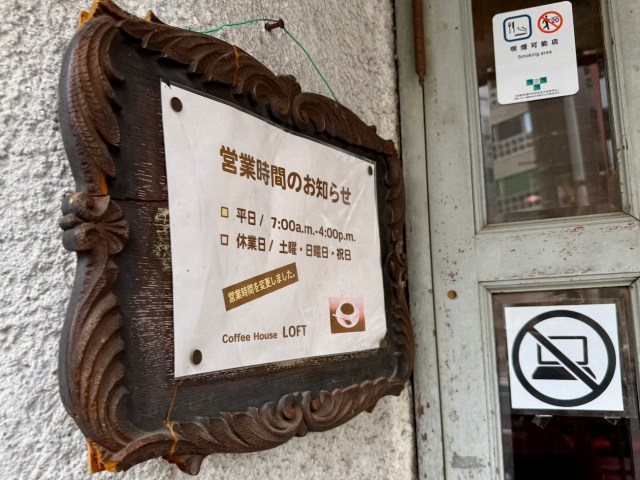 営業時間のお知らせ
平日 / 7:00a.m.-4:00p.m.
休業日 / 土曜・日曜日・祝日
営業時間を変更しました。
Coffee House LOFT
喫煙可能店
Smoking area